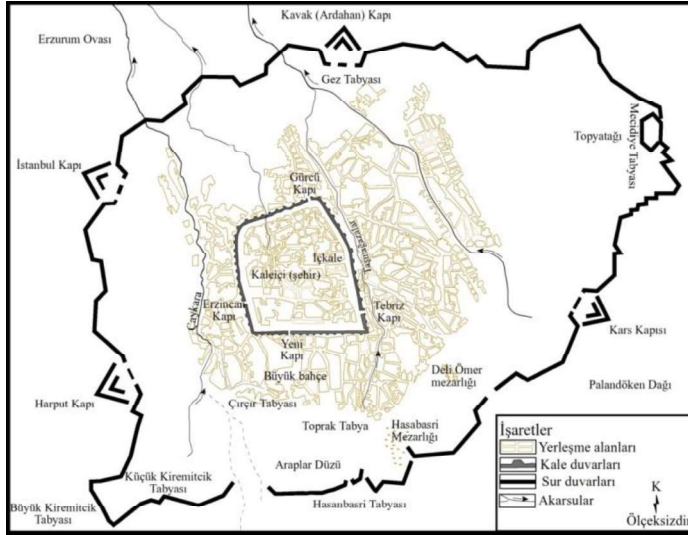 Kavak (Ardahan) Kapı
Erzurum Ovası
Gez Tabyası
Mecidiye Tabyası
Topyatağı
İstanbul Kapı
Gürcü
Kapı
İçkale
Kaleiçi (şehir)
Çaykara
Erzincan
Kapı
Tebriz
Kapı
Kars Kapısı
Yeni
Kapı
Büyük bahçe
Deli Ömer
mezarlığı
Palandöken Dağı
Harput Kapı
Çırçır Tabyası
Toprak Tabya
Hasabasri
Mezarlığı
Araplar Düzü
Küçük Kiremitcik
Tabyası
Büyük Kiremitcik
Tabyası
Hasanbasri Tabyası
İşaretler
Yerleşme alanları
Kale duvarları
Sur duvarları
Akarsular
K
Ölçeksizdir